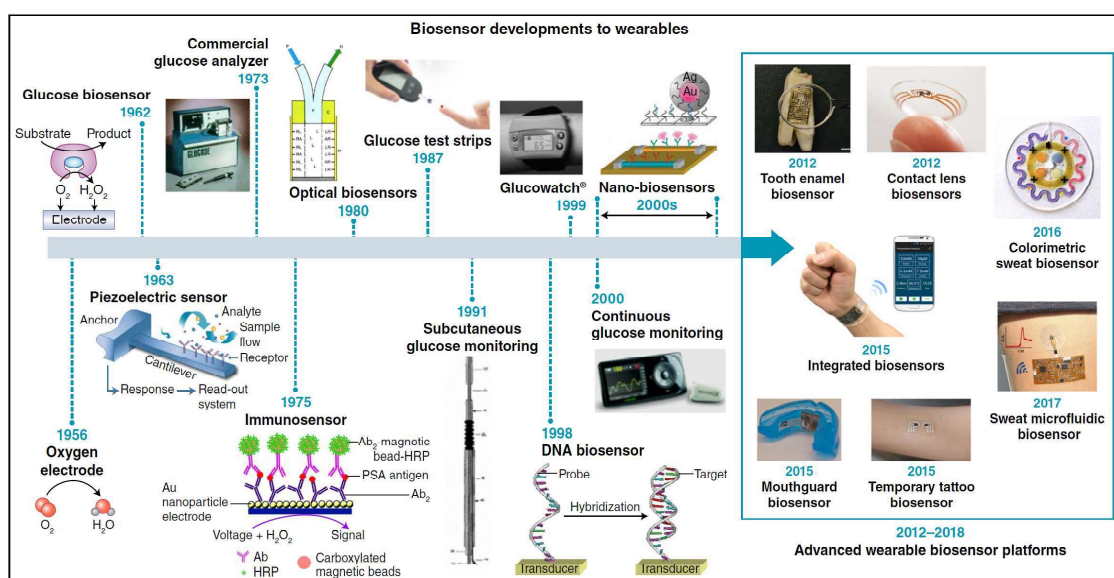 Biosensor developments to wearables
Commercial
glucose analyzer
1973
Glucose biosensor
1962
Substrate
Product
O2
H2O2
Electrode
GLUCOSE
Optical biosensors
1980
Glucose test strips
1987
65
Glucowatch®
1999
Ag
Au
Nano-biosensors
2000s
1963
Piezoelectric sensor
Anchor
Analyte
Sample
flow
Receptor
Cantilever
Response
Read-out
system
1956
Oxygen
electrode
O2
H2O
1975
Immunosensor
Ab2 magnetic
bead-HRP
PSA antigen
Ab2
Au
nanoparticle
electrode
Voltage + H2O2
Signal
Ab
HRP
Carboxylated
magnetic beads
1991
Subcutaneous
glucose monitoring
2000
Continuous
glucose monitoring
1998
DNA biosensor
Probe
Target
Hybridization
Transducer
Transducer
2012
Tooth enamel
biosensor
2012
Contact lens
biosensors
2016
Colorimetric
sweat biosensor
2015
Integrated biosensors
2017
Sweat microfluidic
biosensor
2015
Mouthguard
biosensor
2015
Temporary tattoo
biosensor
2012–2018
Advanced wearable biosensor platforms